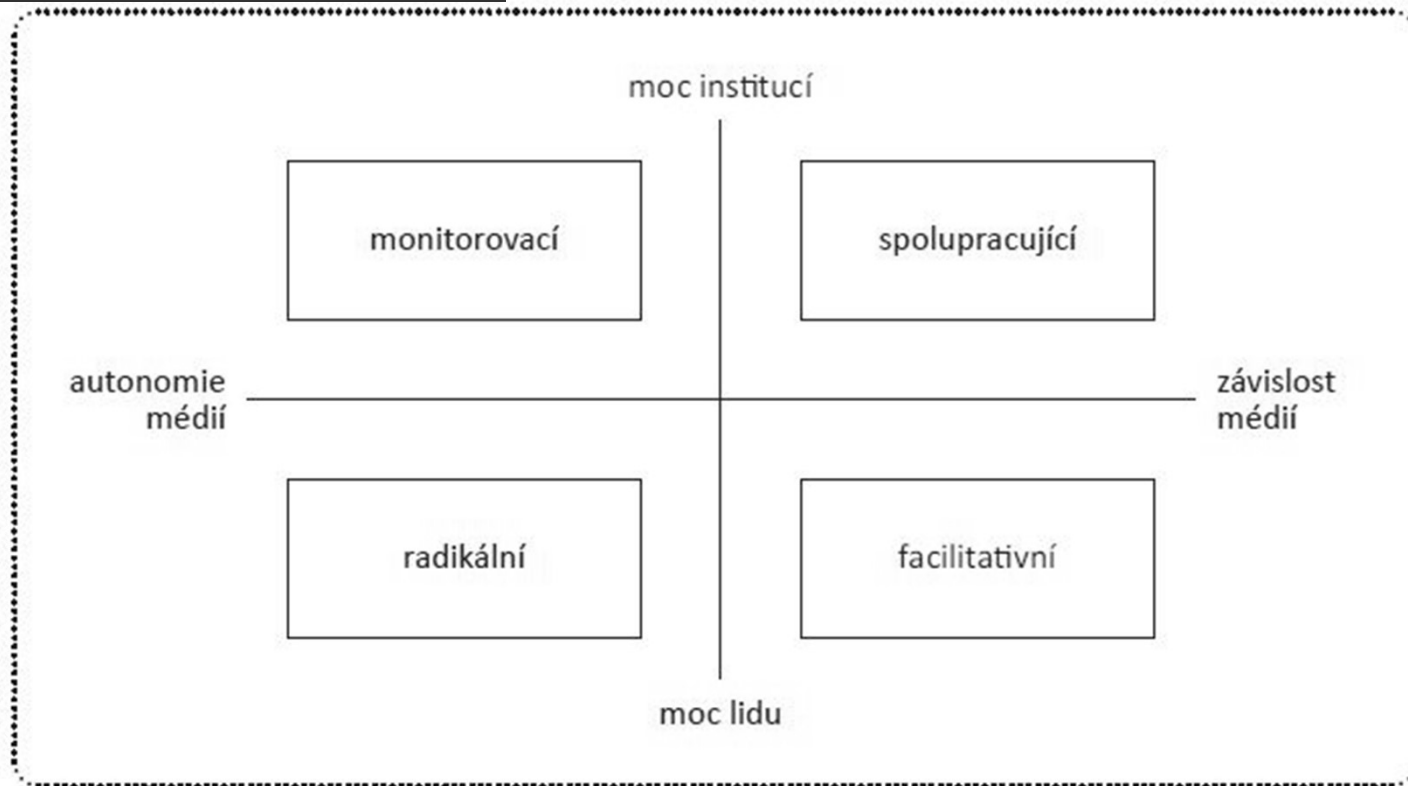 moc institucí
monitorovací
spolupracující
autonomie
médií
závislost
médií
radikální
facilitativní
moc lidu